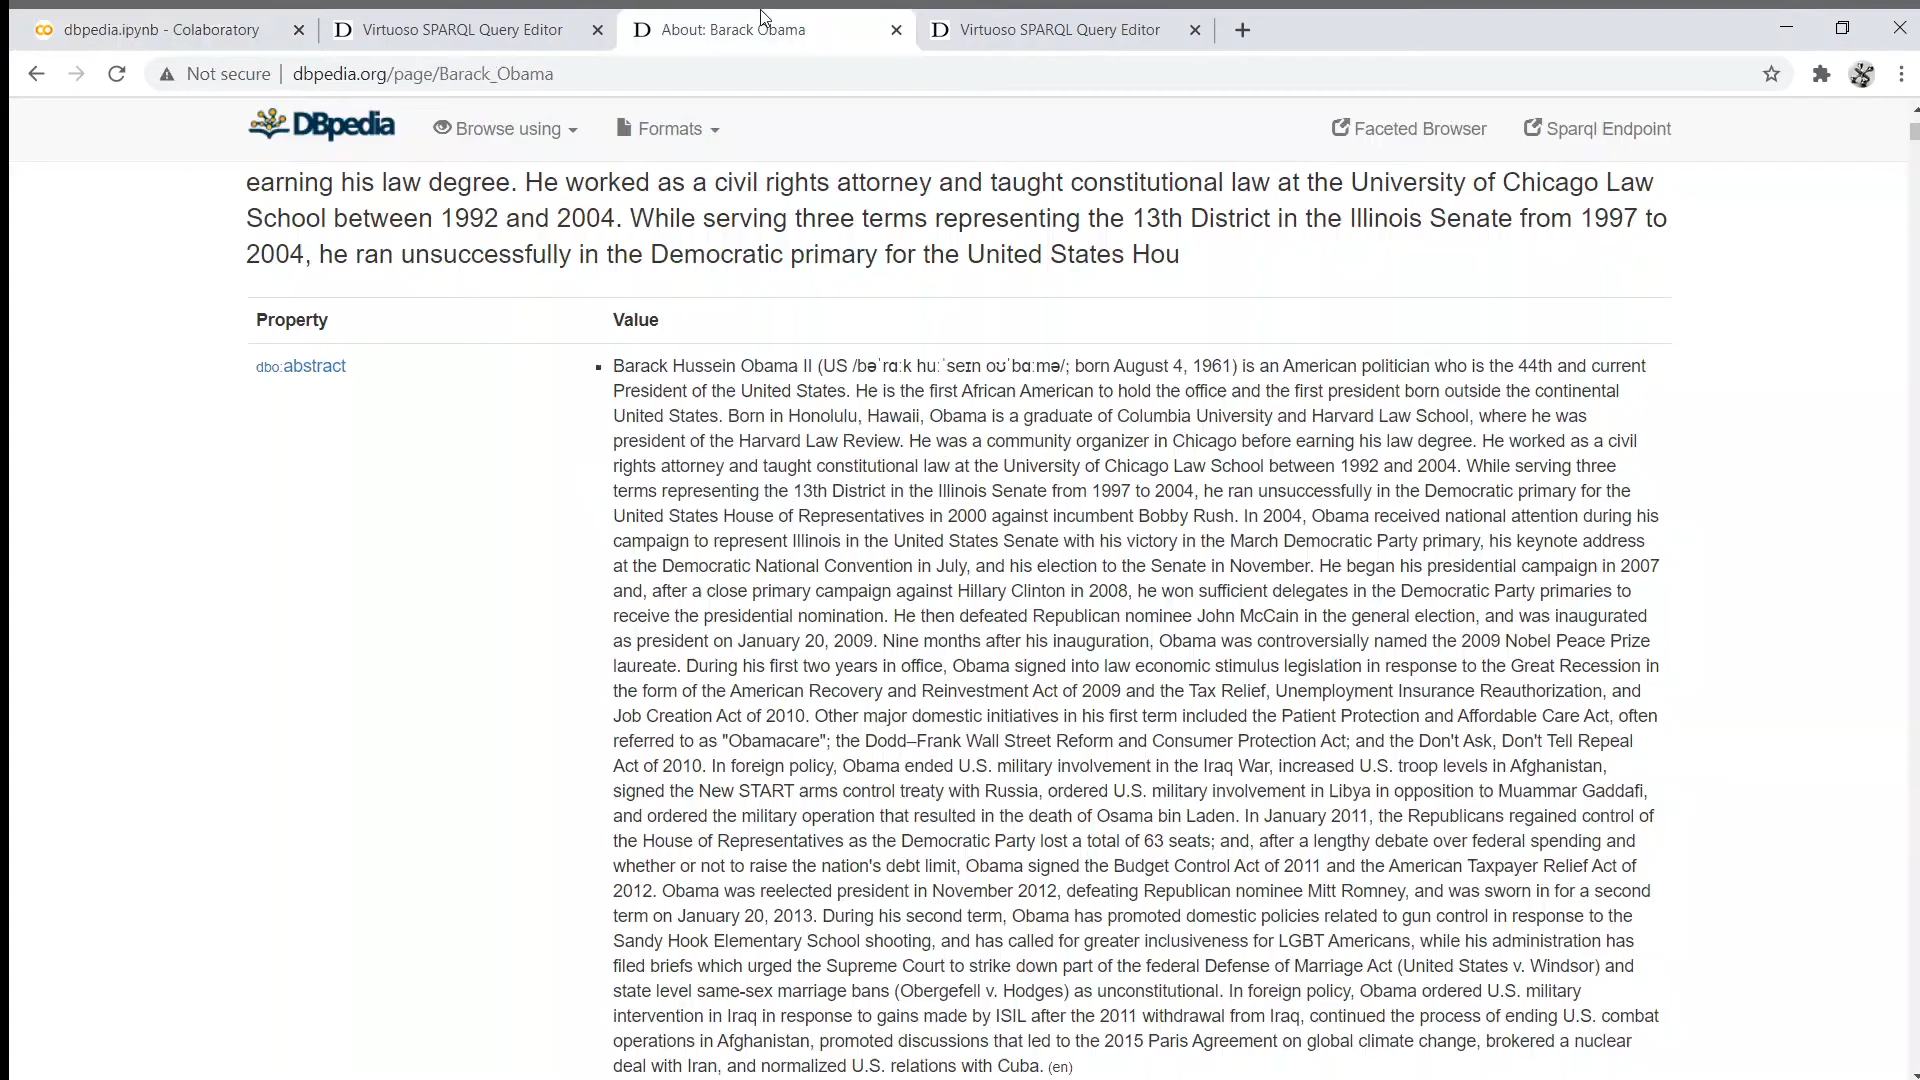 dbpedia.ipynb - Colaboratory
Virtuoso SPARQL Query Editor
About: Barack Obama
Virtuoso SPARQL Query Editor
Not secure | dbpedia.org/page/Barack_Obama
DBpedia Browse using Formats Faceted Browser Sparql Endpoint
earning his law degree. He worked as a civil rights attorney and taught constitutional law at the University of Chicago Law
School between 1992 and 2004. While serving three terms representing the 13th District in the Illinois Senate from 1997 to
2004, he ran unsuccessfully in the Democratic primary for the United States Hou
Property Value
dbo:abstract
Barack Hussein Obama II (US /bəˈrɑːk huːˈseɪn oʊˈbɑːmə/; born August 4, 1961) is an American politician who is the 44th and current
President of the United States. He is the first African American to hold the office and the first president born outside the continental
United States. Born in Honolulu, Hawaii, Obama is a graduate of Columbia University and Harvard Law School, where he was
president of the Harvard Law Review. He was a community organizer in Chicago before earning his law degree. He worked as a civil
rights attorney and taught constitutional law at the University of Chicago Law School between 1992 and 2004. While serving three
terms representing the 13th District in the Illinois Senate from 1997 to 2004, he ran unsuccessfully in the Democratic primary for the
United States House of Representatives in 2000 against incumbent Bobby Rush. In 2004, Obama received national attention during his
campaign to represent Illinois in the United States Senate with his victory in the March Democratic Party primary, his keynote address
at the Democratic National Convention in July, and his election to the Senate in November. He began his presidential campaign in 2007
and, after a close primary campaign against Hillary Clinton in 2008, he won sufficient delegates in the Democratic Party primaries to
receive the presidential nomination. He then defeated Republican nominee John McCain in the general election, and was inaugurated
as president on January 20, 2009. Nine months after his inauguration, Obama was controversially named the 2009 Nobel Peace Prize
laureate. During his first two years in office, Obama signed into law economic stimulus legislation in response to the Great Recession in
the form of the American Recovery and Reinvestment Act of 2009 and the Tax Relief, Unemployment Insurance Reauthorization, and
Job Creation Act of 2010. Other major domestic initiatives in his first term included the Patient Protection and Affordable Care Act, often
referred to as "Obamacare"; the Dodd–Frank Wall Street Reform and Consumer Protection Act; and the Don't Ask, Don't Tell Repeal
Act of 2010. In foreign policy, Obama ended U.S. military involvement in the Iraq War, increased U.S. troop levels in Afghanistan,
signed the New START arms control treaty with Russia, ordered U.S. military involvement in Libya in opposition to Muammar Gaddafi,
and ordered the military operation that resulted in the death of Osama bin Laden. In January 2011, the Republicans regained control of
the House of Representatives as the Democratic Party lost a total of 63 seats; and, after a lengthy debate over federal spending and
whether or not to raise the nation's debt limit, Obama signed the Budget Control Act of 2011 and the American Taxpayer Relief Act of
2012. Obama was reelected president in November 2012, defeating Republican nominee Mitt Romney, and was sworn in for a second
term on January 20, 2013. During his second term, Obama has promoted domestic policies related to gun control in response to the
Sandy Hook Elementary School shooting, and has called for greater inclusiveness for LGBT Americans, while his administration has
filed briefs which urged the Supreme Court to strike down part of the federal Defense of Marriage Act (United States v. Windsor) and
state level same-sex marriage bans (Obergefell v. Hodges) as unconstitutional. In foreign policy, Obama ordered U.S. military
intervention in Iraq in response to gains made by ISIL after the 2011 withdrawal from Iraq, continued the process of ending U.S. combat
operations in Afghanistan, promoted discussions that led to the 2015 Paris Agreement on global climate change, brokered a nuclear
deal with Iran, and normalized U.S. relations with Cuba. (en)